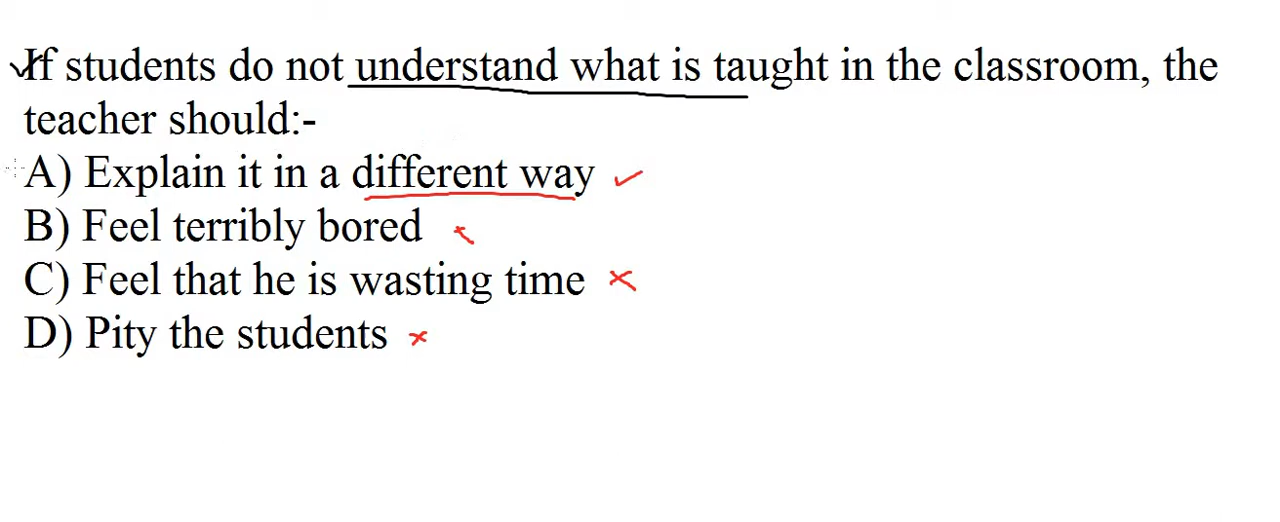 If students do not understand what is taught in the classroom, the
teacher should:-
A) Explain it in a different way
B) Feel terribly bored
C) Feel that he is wasting time
D) Pity the students